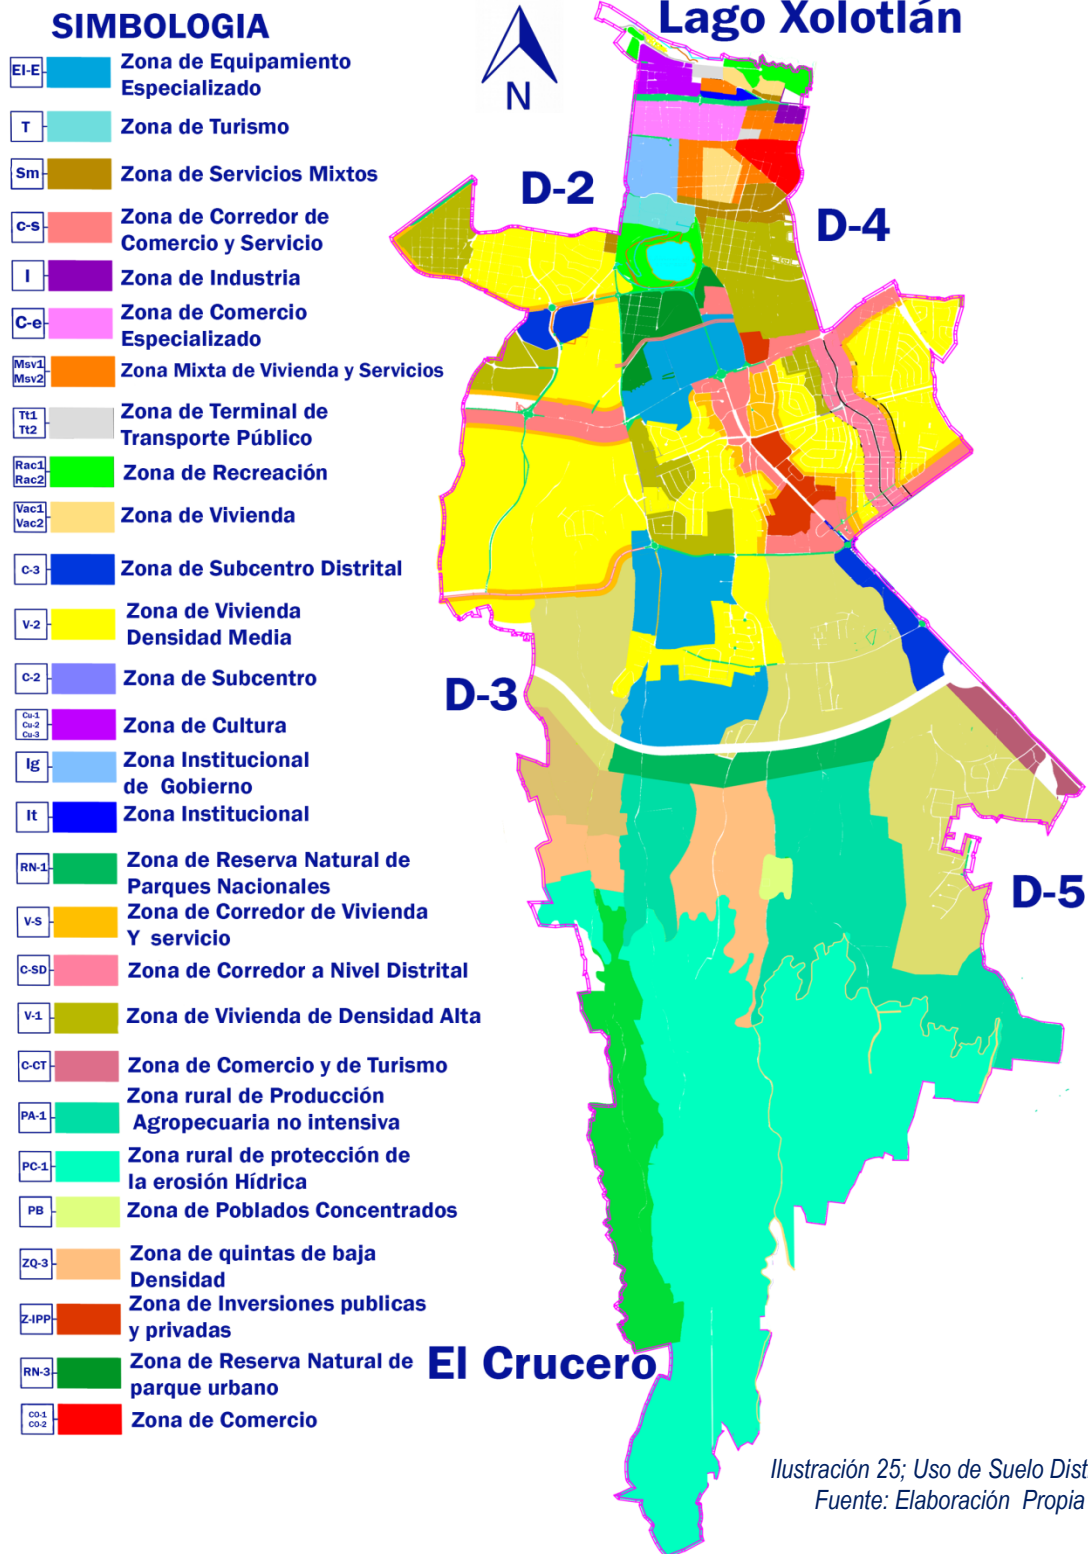 SIMBOLOGIA
EI-E
Zona de Equipamiento
Especializado
T
Zona de Turismo
Sm
Zona de Servicios Mixtos
c-s
Zona de Corredor de
Comercio y Servicio
I
Zona de Industria
C-e
Zona de Comercio
Especializado
Msv1
Msv2
Zona Mixta de Vivienda y Servicios
Tt1
Tt2
Zona de Terminal de
Transporte Público
Rac1
Rac2
Zona de Recreación
Vac1
Vac2
Zona de Vivienda
C-3
Zona de Subcentro Distrital
V-2
Zona de Vivienda
Densidad Media
C-2
Zona de Subcentro
Cu-1
Cu-2
Cu-3
Zona de Cultura
Ig
Zona Institucional
de Gobierno
It
Zona Institucional
RN-1
Zona de Reserva Natural de
Parques Nacionales
V-S
Zona de Corredor de Vivienda
Y servicio
C-SD
Zona de Corredor a Nivel Distrital
V-1
Zona de Vivienda de Densidad Alta
C-CT
Zona de Comercio y de Turismo
PA-1
Zona rural de Producción
Agropecuaria no intensiva
PC-1
Zona rural de protección de
la erosión Hídrica
PB
Zona de Poblados Concentrados
ZQ-3
Zona de quintas de baja
Densidad
Z-IPP
Zona de Inversiones publicas
y privadas
RN-3
Zona de Reserva Natural de
parque urbano
CO-1
CO-2
Zona de Comercio
N
Lago Xolotlán
D-2
D-4
D-3
D-5
El Crucero
Ilustración 25; Uso de Suelo Dist
Fuente: Elaboración Propia